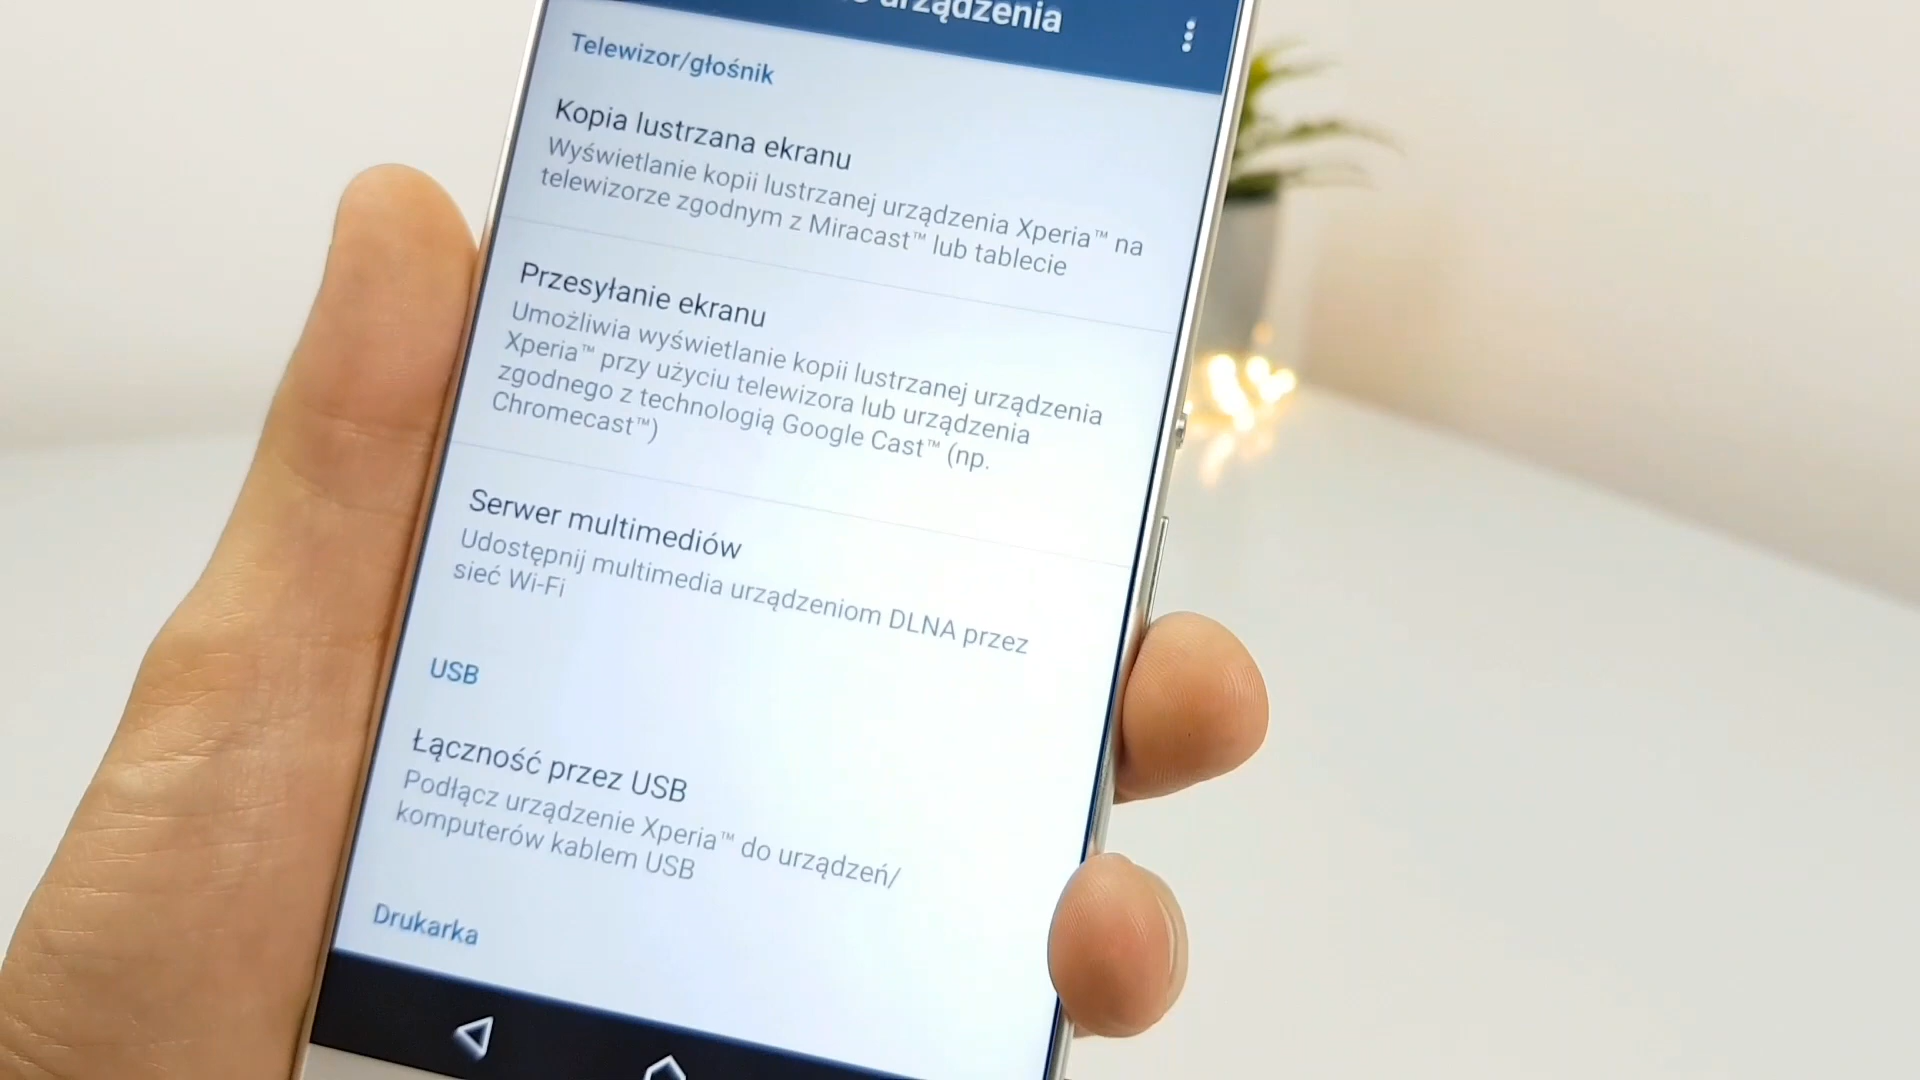 urządzenia
Telewizor/głośnik
Kopia lustrzana ekranu
Wyświetlanie kopii lustrzanej urządzenia Xperia™ na
telewizorze zgodnym z Miracast™ lub tablecie
Przesyłanie ekranu
Umożliwia wyświetlanie kopii lustrzanej urządzenia
Xperia™ przy użyciu telewizora lub urządzenia
zgodnego z technologią Google Cast™ (np.
Chromecast™)
Serwer multimediów
Udostępnij multimedia urządzeniom DLNA przez
sieć Wi-Fi
USB
Łączność przez USB
Podłącz urządzenie Xperia™ do urządzeń/
komputerów kablem USB
Drukarka